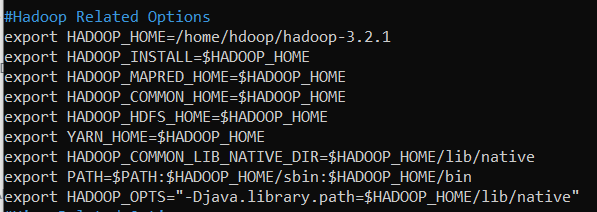 #Hadoop Related Options
export HADOOP_HOME=/home/hdoop/hadoop-3.2.1
export HADOOP_INSTALL=$HADOOP_HOME
export HADOOP_MAPRED_HOME=$HADOOP_HOME
export HADOOP_COMMON_HOME=$HADOOP_HOME
export HADOOP_HDFS_HOME=$HADOOP_HOME
export YARN_HOME=$HADOOP_HOME
export HADOOP_COMMON_LIB_NATIVE_DIR=$HADOOP_HOME/lib/native
export PATH=$PATH:$HADOOP_HOME/sbin:$HADOOP_HOME/bin
export HADOOP_OPTS="-Djava.library.path=$HADOOP_HOME/lib/native"